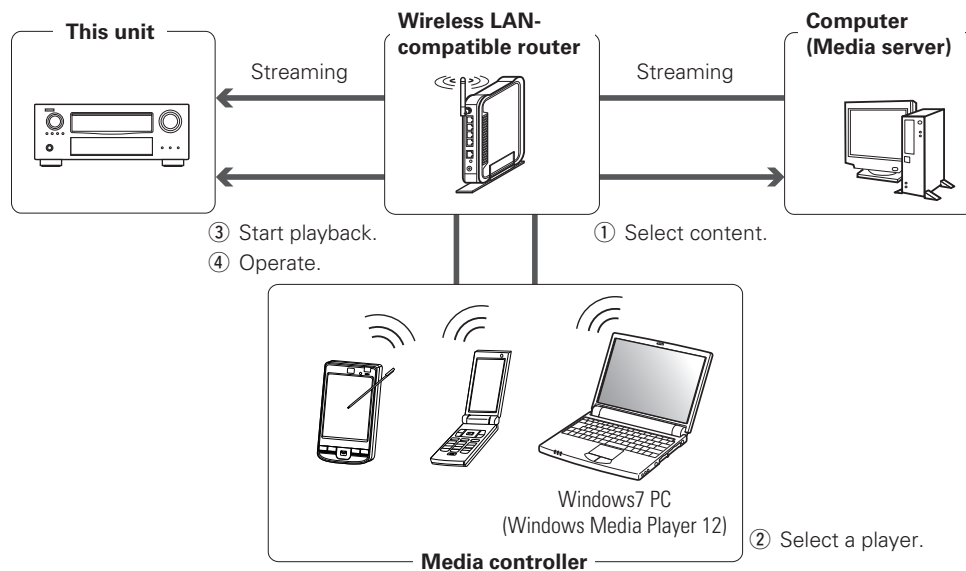 This unit
Wireless LAN-
compatible router
Computer
(Media server)
Streaming
Streaming
③ Start playback.
④ Operate.
① Select content.
Windows7 PC
(Windows Media Player 12)
② Select a player.
Media controller